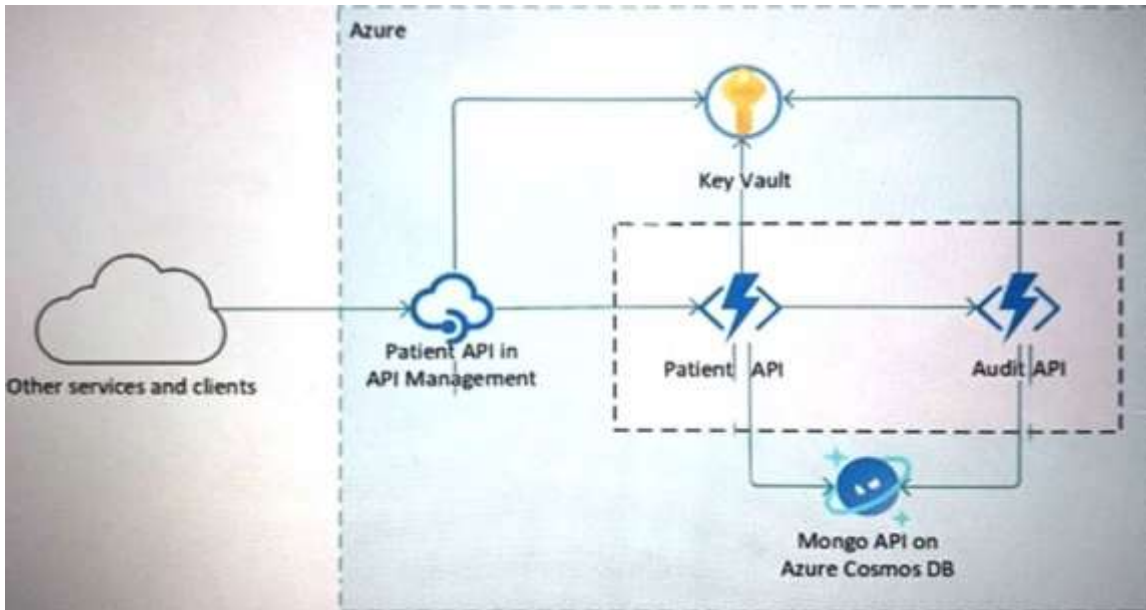 Azure
Key Vault
Patient API in
API Management
Patient API
Audit API
Other services and clients
Mongo API on
Azure Cosmos DB